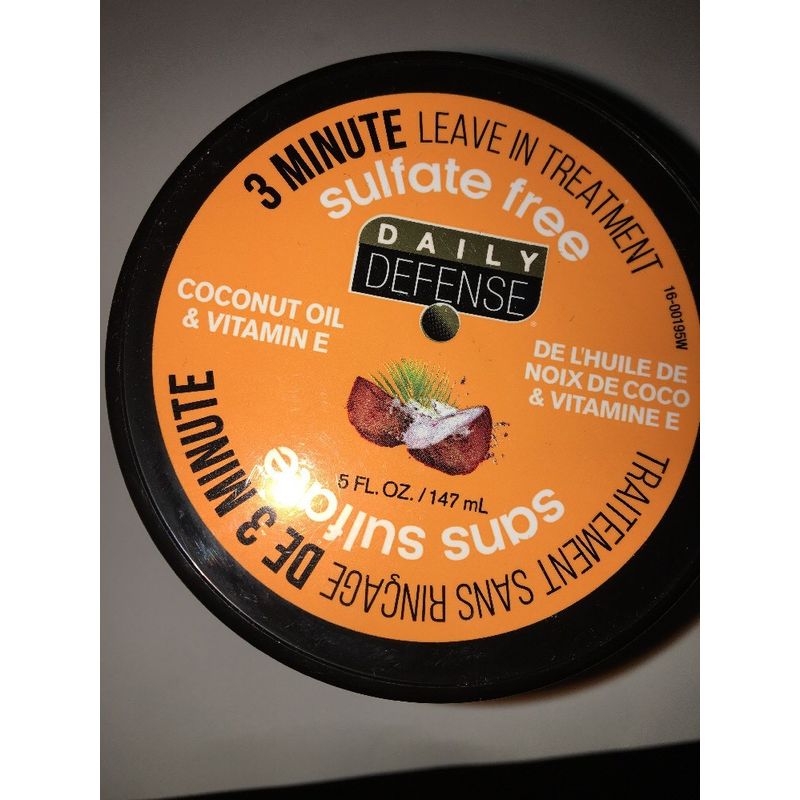 3 MINUTE LEAVE IN TREATMENT
sulfate free
DAILY
DEFENSE
®
16-00195W
COCONUT OIL
& VITAMIN E
DE L'HUILE DE
NOIX DE COCO
& VITAMINE E
5 FL. OZ. / 147 mL
sans sulfate
TRAITEMENT SANS RINÇAGE DE 3 MINUTE